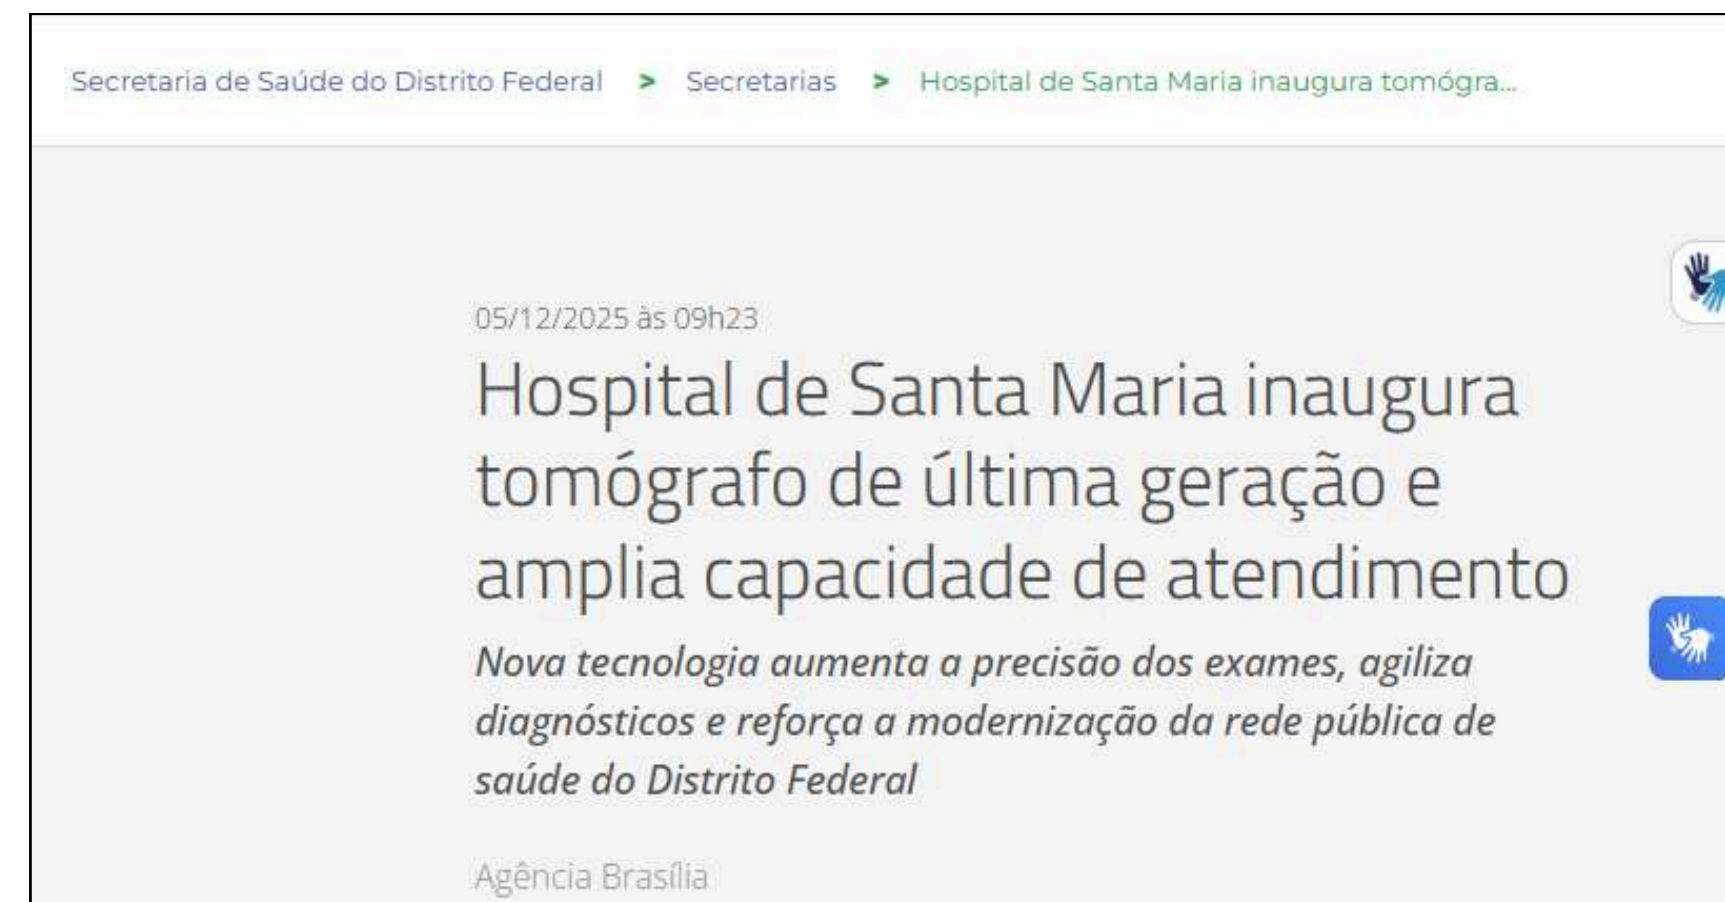 Secretaria de Saúde do Distrito Federal > Secretarias > Hospital de Santa Maria inaugura tomógra...
05/12/2025 às 09h23
Hospital de Santa Maria inaugura
tomógrafo de última geração e
amplia capacidade de atendimento
Nova tecnologia aumenta a precisão dos exames, agiliza
diagnósticos e reforça a modernização da rede pública de
saúde do Distrito Federal
Agência Brasília